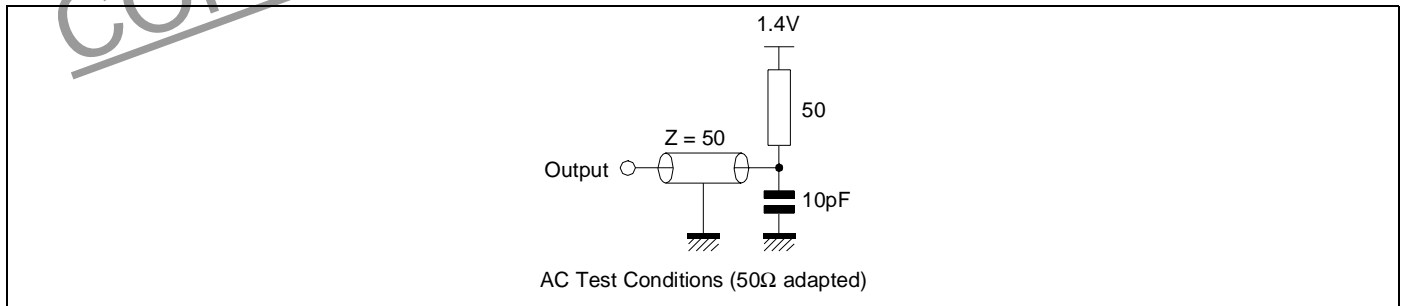 1.4V
50
Z = 50
Output
10pF
AC Test Conditions (50Ω adapted)